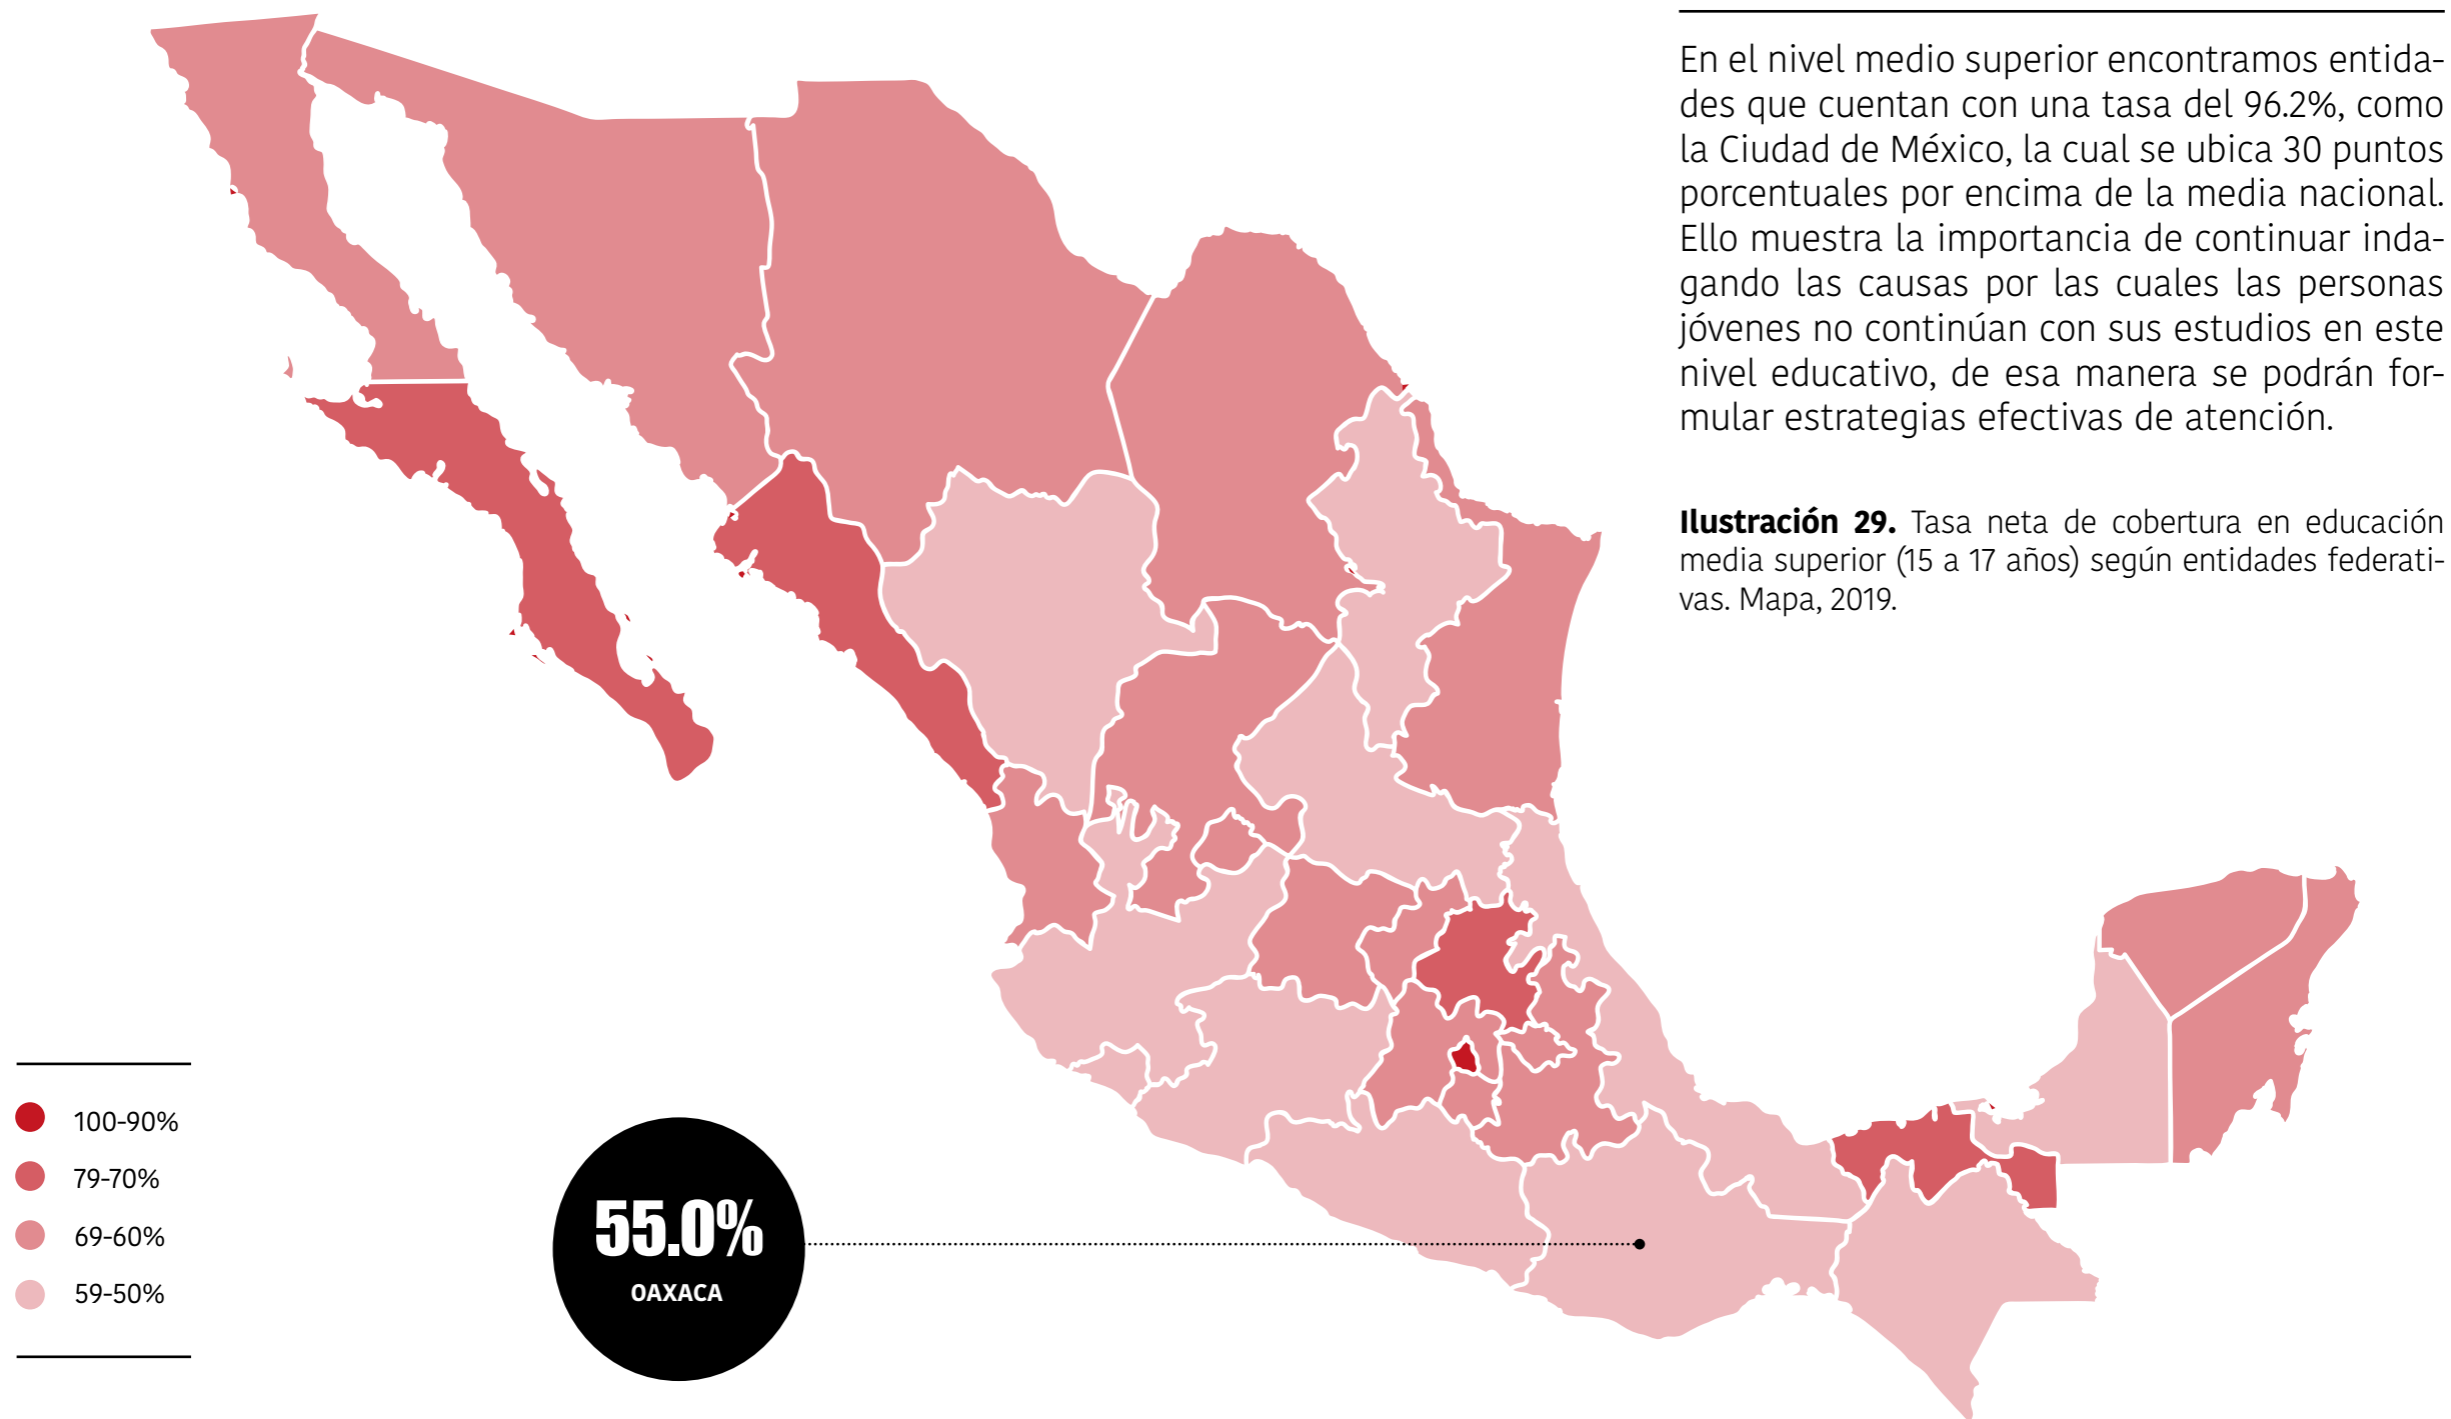 En el nivel medio superior encontramos entida-
des que cuentan con una tasa del 96.2%, como
la Ciudad de México, la cual se ubica 30 puntos
porcentuales por encima de la media nacional.
Ello muestra la importancia de continuar inda-
gando las causas por las cuales las personas
jóvenes no continúan con sus estudios en este
nivel educativo, de esa manera se podrán for-
mular estrategias efectivas de atención.
Ilustración 29. Tasa neta de cobertura en educación
media superior (15 a 17 años) según entidades federati-
vas. Mapa, 2019.
100-90%
79-70%
69-60%
59-50%
55.0%
OAXACA